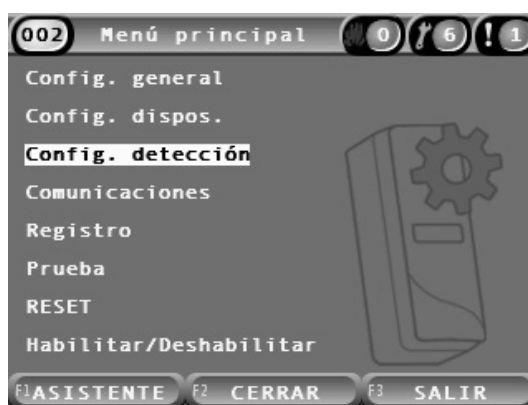 002 Menú principal 0 6 ! 1
Config. general
Config. dispos.
Config. detección
Comunicaciones
Registro
Prueba
RESET
Habilitar/Deshabilitar
F1 ASISTENTE F2 CERRAR F3 SALIR